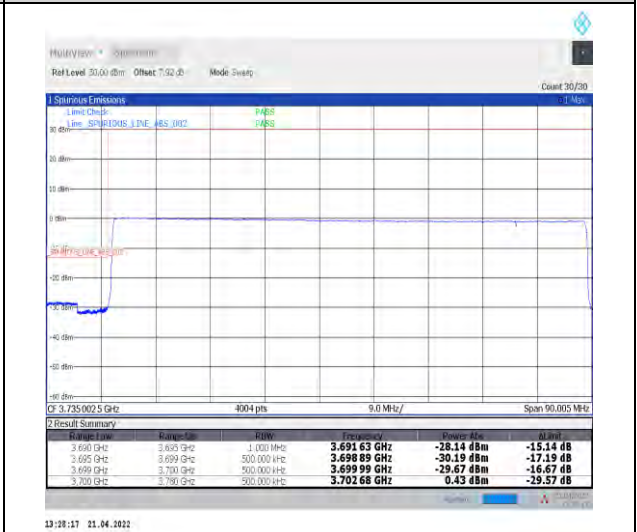 MultiView
Ref Level 30.00 dBm Offset 7.92 dB Mode Sweep
Count 30/30
1 Spurious Emissions
Limit Check PASS
Line _SPURIOUS_LINE_ABS_002 PASS
30 dBm
20 dBm
10 dBm
0 dBm
-20 dBm
-30 dBm
-40 dBm
-50 dBm
-60 dBm
CF 3.735 002 5 GHz 4004 pts 9.0 MHz/ Span 90.005 MHz
2 Result Summary
Range Low Range Up RBW Frequency Power Abs ΔLimit
3.690 GHz 3.695 GHz 1.000 MHz 3.691 63 GHz -28.14 dBm -15.14 dB
3.695 GHz 3.699 GHz 500.000 kHz 3.698 89 GHz -30.19 dBm -17.19 dB
3.699 GHz 3.700 GHz 500.000 kHz 3.699 99 GHz -29.67 dBm -16.67 dB
3.700 GHz 3.780 GHz 500.000 kHz 3.702 68 GHz 0.43 dBm -29.57 dB
13:28:17 21.04.2022